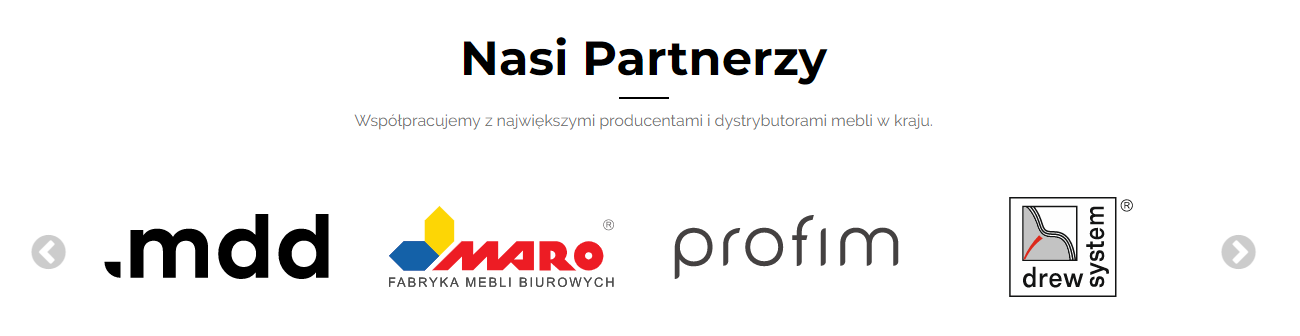 Nasi Partnerzy
Współpracujemy z największymi producentami i dystrybutorami mebli w kraju.
.mdd
MARO ®
FABRYKA MEBLI BIUROWYCH
profim
drew system ®